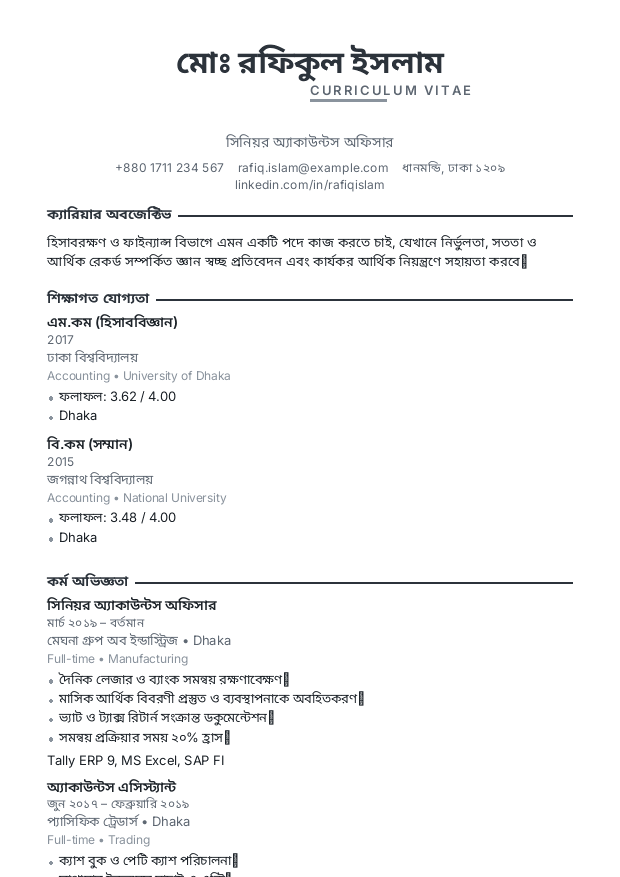 মোঃ রফিকুল ইসলাম
CURRICULUM VITAE
সিনিয়র অ্যাকাউন্টস অফিসার
+880 1711 234 567 rafiq.islam@example.com ধানমন্ডি, ঢাকা ১২০৯
linkedin.com/in/rafiqislam
ক্যারিয়ার অবজেক্টিভ
হিসাবরক্ষণ ও ফাইন্যান্স বিভাগে এমন একটি পদে কাজ করতে চাই, যেখানে নির্ভুলতা, সততা ও
আর্থিক রেকর্ড সম্পর্কিত জ্ঞান স্বচ্ছ প্রতিবেদন এবং কার্যকর আর্থিক নিয়ন্ত্রণে সহায়তা করবে
শিক্ষাগত যোগ্যতা
এম.কম (হিসাববিজ্ঞান)
2017
ঢাকা বিশ্ববিদ্যালয়
Accounting • University of Dhaka
• ফলাফল: 3.62 / 4.00
• Dhaka
বি.কম (সম্মান)
2015
জগন্নাথ বিশ্ববিদ্যালয়
Accounting • National University
• ফলাফল: 3.48 / 4.00
• Dhaka
কর্ম অভিজ্ঞতা
সিনিয়র অ্যাকাউন্টস অফিসার
মার্চ ২০১৯ – বর্তমান
মেঘনা গ্রুপ অব ইন্ডাস্ট্রিজ • Dhaka
Full-time • Manufacturing
• দৈনিক লেজার ও ব্যাংক সমন্বয় রক্ষণাবেক্ষণ
• মাসিক আর্থিক বিবরণী প্রস্তুত ও ব্যবস্থাপনাকে অবহিতকরণ
• ভ্যাট ও ট্যাক্স রিটার্ন সংক্রান্ত ডকুমেন্টেশন
• সমন্বয় প্রক্রিয়ার সময় ২০% হ্রাস
Tally ERP 9, MS Excel, SAP FI
অ্যাকাউন্টস এসিস্ট্যান্ট
জুন ২০১৭ – ফেব্রুয়ারি ২০১৯
প্যাসিফিক ট্রেডার্স • Dhaka
Full-time • Trading
• ক্যাশ বুক ও পেটি ক্যাশ পরিচালনা